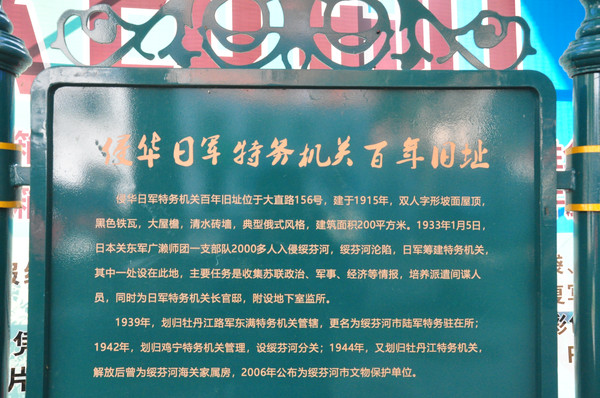 侵华日军特务机关百年旧址
侵华日军特务机关百年旧址位于大直路156号，建于1915年，双人字形坡面屋顶，
黑色铁瓦，大屋檐，清水砖墙，典型俄式风格，建筑面积200平方米。1933年1月5日，
日本关东军广濑师团一支部队2000多人入侵绥芬河，绥芬河沦陷，日军筹建特务机关，
其中一处设在此地，主要任务是收集苏联政治、军事、经济等情报，培养派遣间谍人
员，同时为日军特务机关长官邸，附设地下室监所。
1939年，划归牡丹江路军东满特务机关管辖，更名为绥芬河市陆军特务驻在所；
1942年，划归鸡宁特务机关管理，设绥芬河分关；1944年，又划归牡丹江特务机关，
解放后曾为绥芬河海关家属房，2006年公布为绥芬河市文物保护单位。